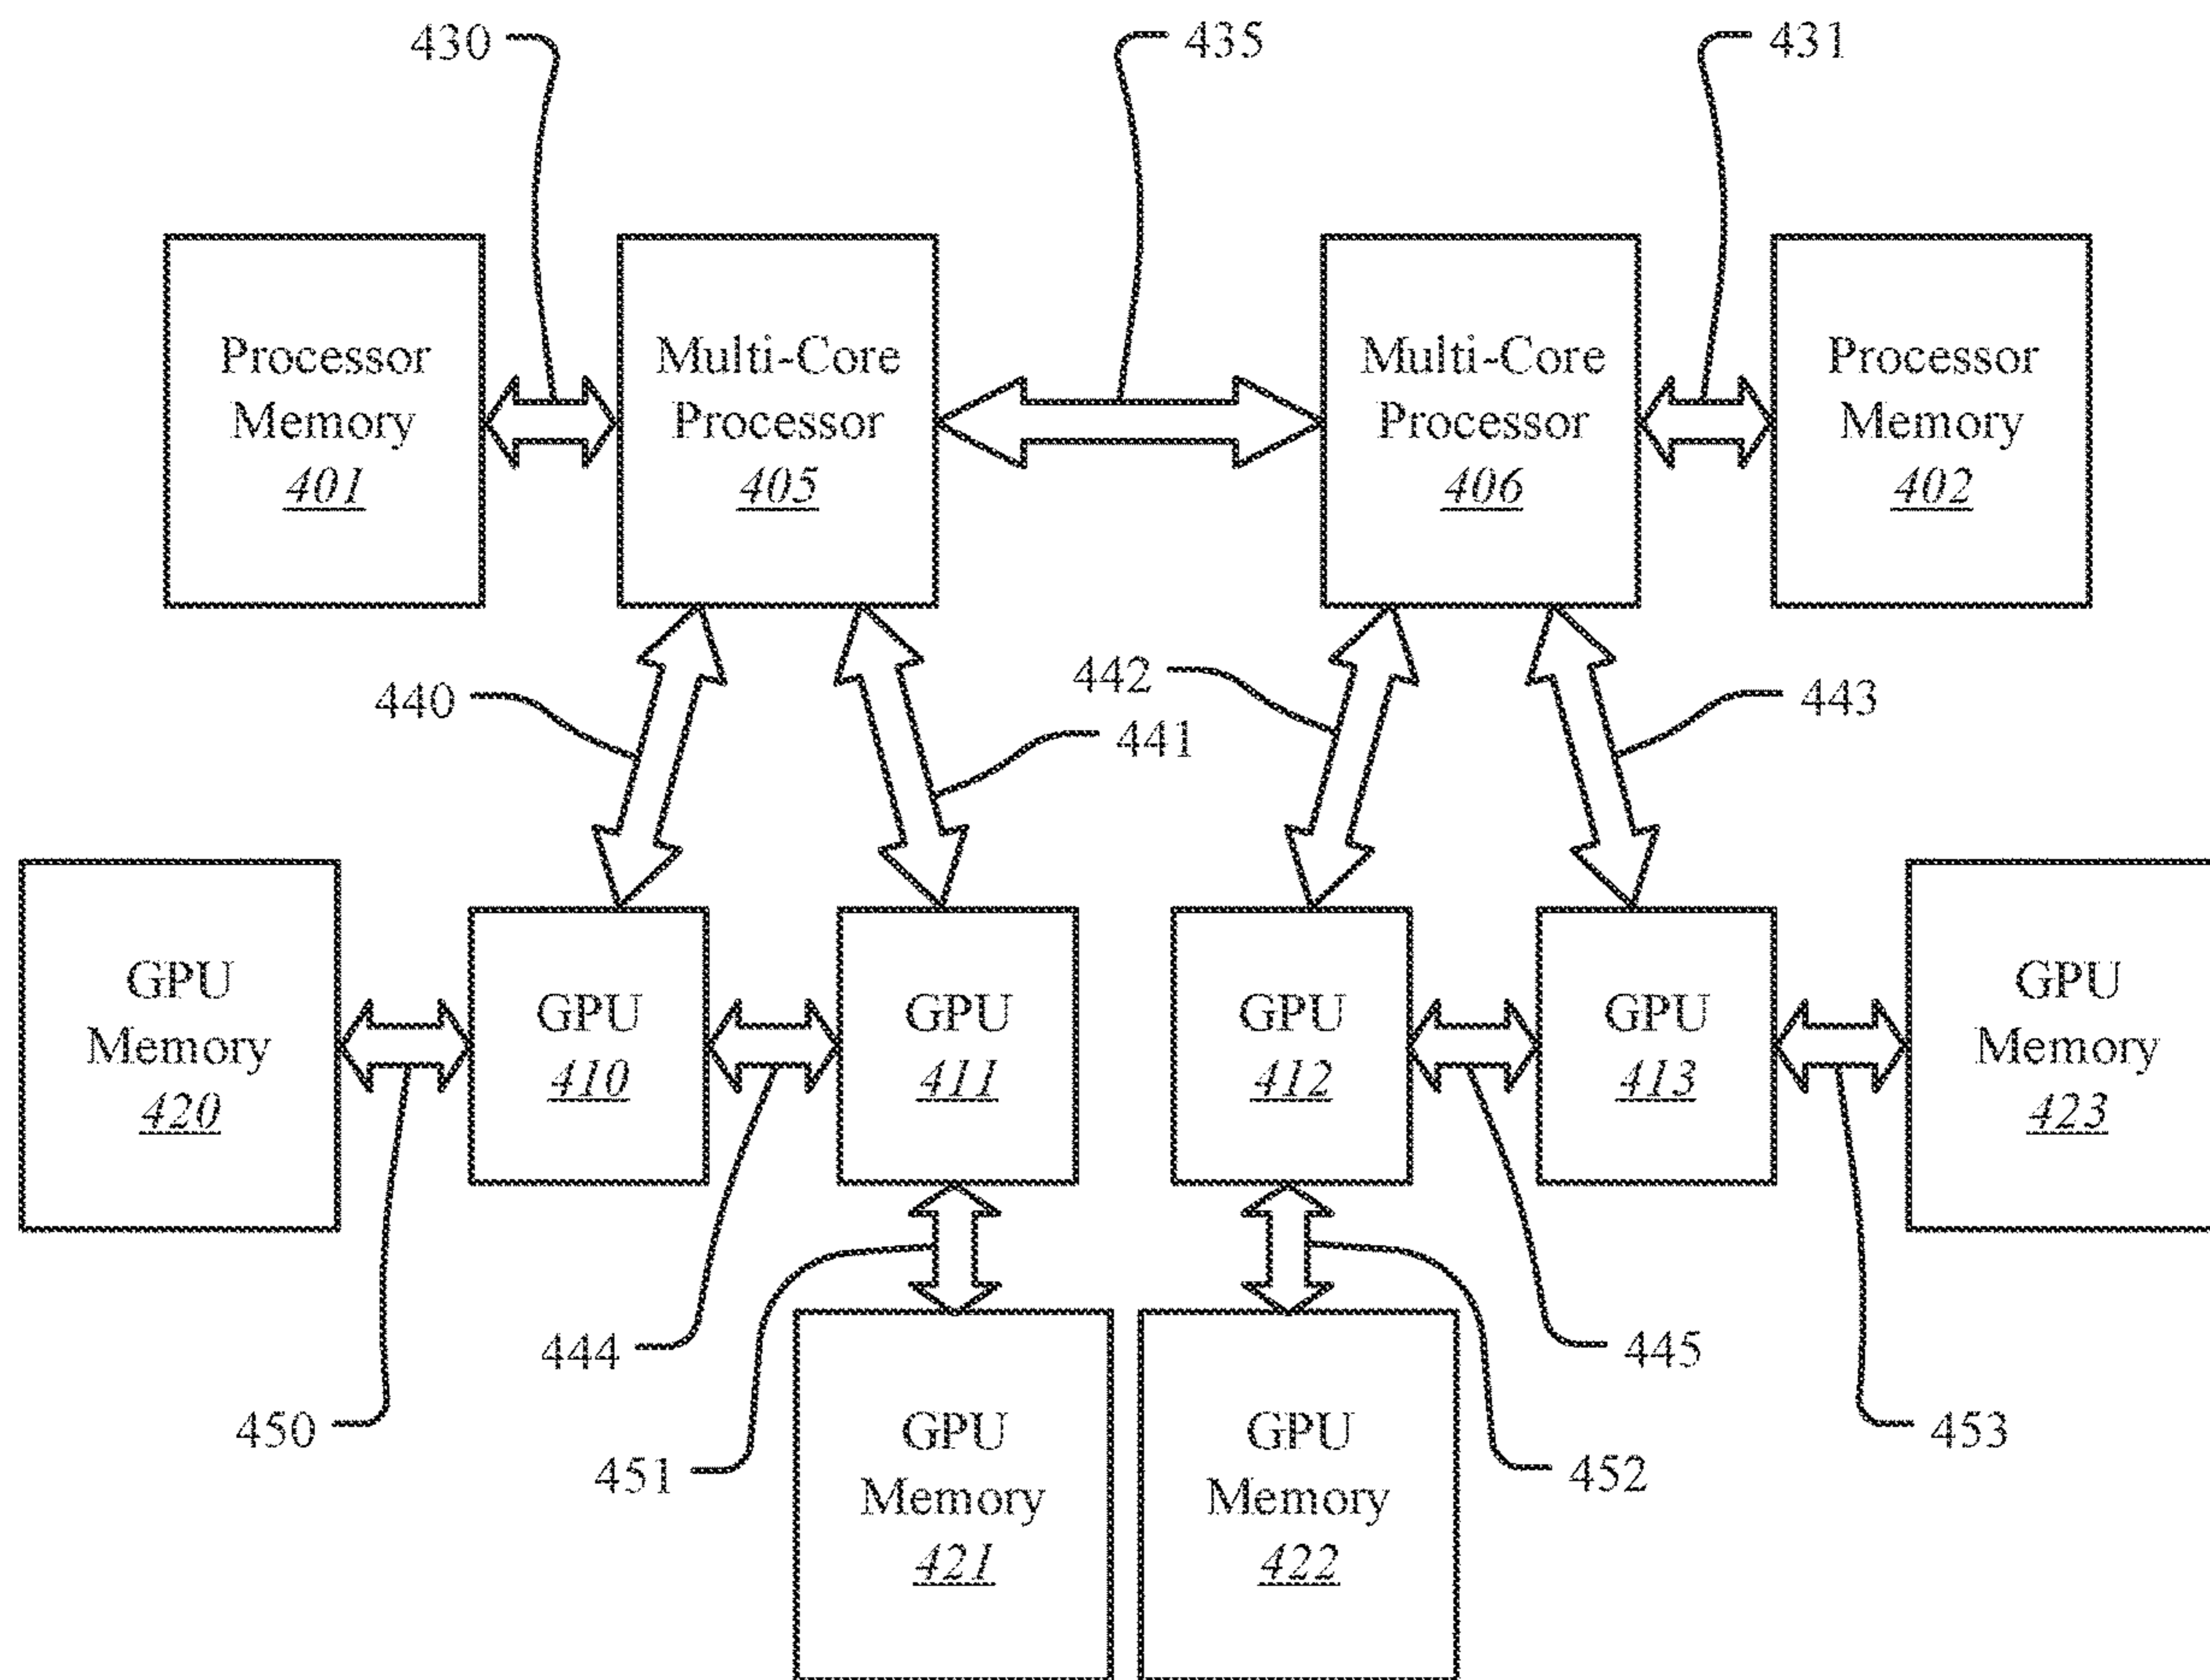 430
435
431
Processor
Memory
401
Multi-Core
Processor
405
Multi-Core
Processor
406
Processor
Memory
402
440
441
442
443
GPU
Memory
420
GPU
410
GPU
411
GPU
412
GPU
413
GPU
Memory
423
444
445
450
451
452
453
GPU
Memory
421
GPU
Memory
422